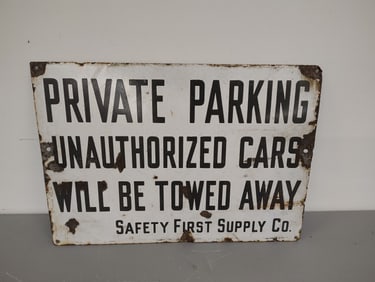 PRIVATE PARKING
UNAUTHORIZED CARS
WILL BE TOWED AWAY
SAFETY FIRST SUPPLY CO.